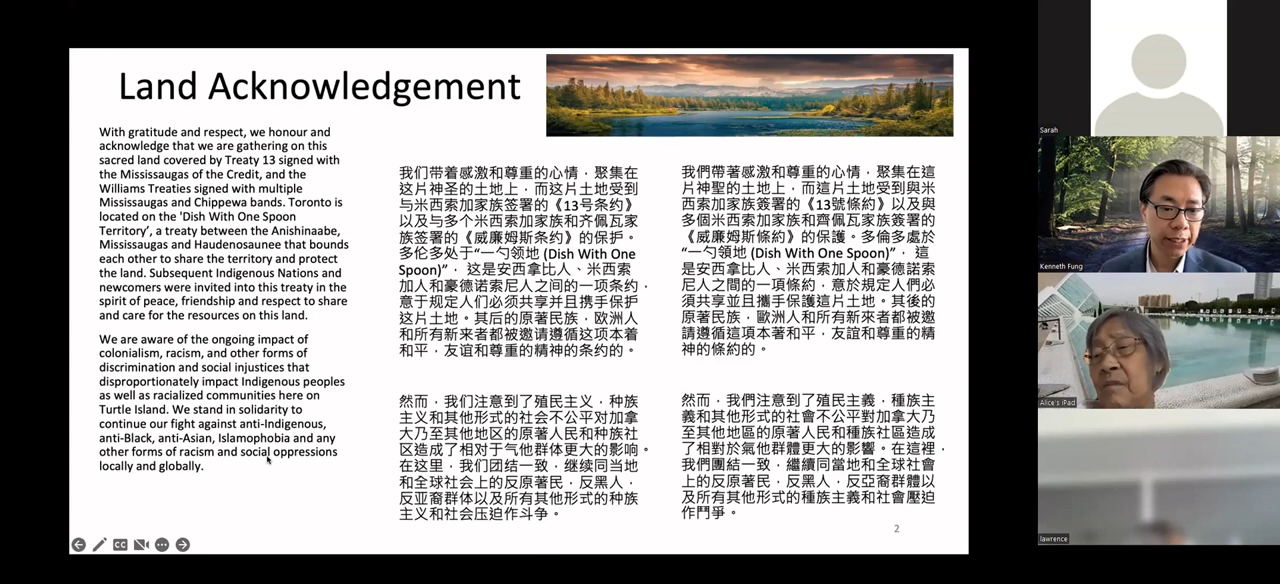 Land Acknowledgement
With gratitude and respect, we honour and
acknowledge that we are gathering on this
sacred land covered by Treaty 13 signed with
the Mississaugas of the Credit, and the
Williams Treaties signed with multiple
Mississaugas and Chippewa bands. Toronto is
located on the 'Dish With One Spoon
Territory', a treaty between the Anishinaabe,
Mississaugas and Haudenosaunee that bounds
each other to share the territory and protect
the land. Subsequent Indigenous Nations and
newcomers were invited into this treaty in the
spirit of peace, friendship and respect to share
and care for the resources on this land.
We are aware of the ongoing impact of
colonialism, racism, and other forms of
discrimination and social injustices that
disproportionately impact Indigenous peoples
as well as racialized communities here on
Turtle Island. We stand in solidarity to
continue our fight against anti-Indigenous,
anti-Black, anti-Asian, Islamophobia and any
other forms of racism and social oppressions
locally and globally.
我们带着感激和尊重的心情，聚集在
这片神圣的土地上，而这片土地受到
与米西索加家族签署的《13号条约》
以及与多个米西索加家族和齐佩瓦家
族签署的《威廉姆斯条约》的保护。
多伦多处于“一勺领地 (Dish With One
Spoon)”，这是安西拿比人、米西索
加人和豪德诺索尼人之间的一项条约，
意于规定人们必须共享并且携手保护
这片土地。其后的原著民族，欧洲人
和所有新来者都被邀请遵循这项本着
和平，友谊和尊重的精神的条约的。
然而，我们注意到了殖民主义，种族
主义和其他形式的社会不公平对加拿
大乃至其他地区的原著人民和种族社
区造成了相对于气他群体更大的影响。
在这里，我们团结一致，继续同当地
和全球社会上的反原著民，反黑人，
反亚裔群体以及所有其他形式的种族
主义和社会压迫作斗争。
我們帶著感激和尊重的心情，聚集在這
片神聖的土地上，而這片土地受到與米
西索加家族簽署的《13號條約》以及與
多個米西索加家族和齊佩瓦家族簽署的
《威廉姆斯條約》的保護。多倫多處於
“一勺領地 (Dish With One Spoon)”，這
是安西拿比人、米西索加人和豪德諾索
尼人之間的一項條約，意於規定人們必
須共享並且攜手保護這片土地。其後的
原著民族，歐洲人和所有新來者都被邀
請遵循這項本著和平，友誼和尊重的精
神的條約的。
然而，我們注意到了殖民主義，種族主
義和其他形式的社會不公平對加拿大乃
至其他地區的原著人民和種族社區造成
了相對於氣他群體更大的影響。在這裡，
我們團結一致，繼續同當地和全球社會
上的反原著民，反黑人，反亞裔群體以
及所有其他形式的種族主義和社會壓迫
作鬥爭。
2
CC
Sarah
Kenneth Fung
Alice's iPad
lawrence